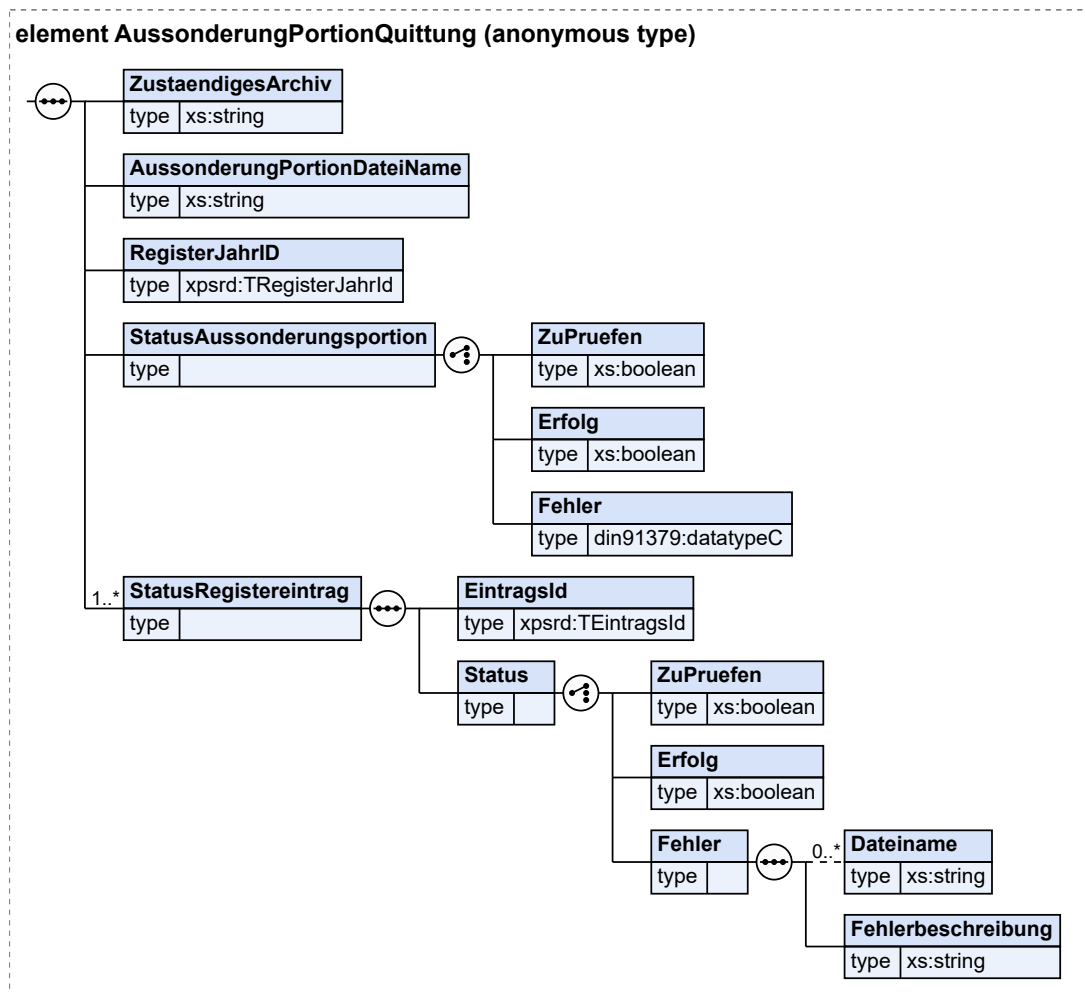 element AussonderungPortionQuittung (anonymous type)
ZustaendigesArchiv
type xs:string
AussonderungPortionDateiName
type xs:string
RegisterJahrID
type xpsrd:TRegisterJahrId
StatusAussonderungsportion
type
ZuPruefen
type xs:boolean
Erfolg
type xs:boolean
Fehler
type din91379:datatypeC
1..*
StatusRegistereintrag
type
EintragsId
type xpsrd:TEintragsId
Status
type
ZuPruefen
type xs:boolean
Erfolg
type xs:boolean
Fehler
type
0..*
Dateiname
type xs:string
Fehlerbeschreibung
type xs:string